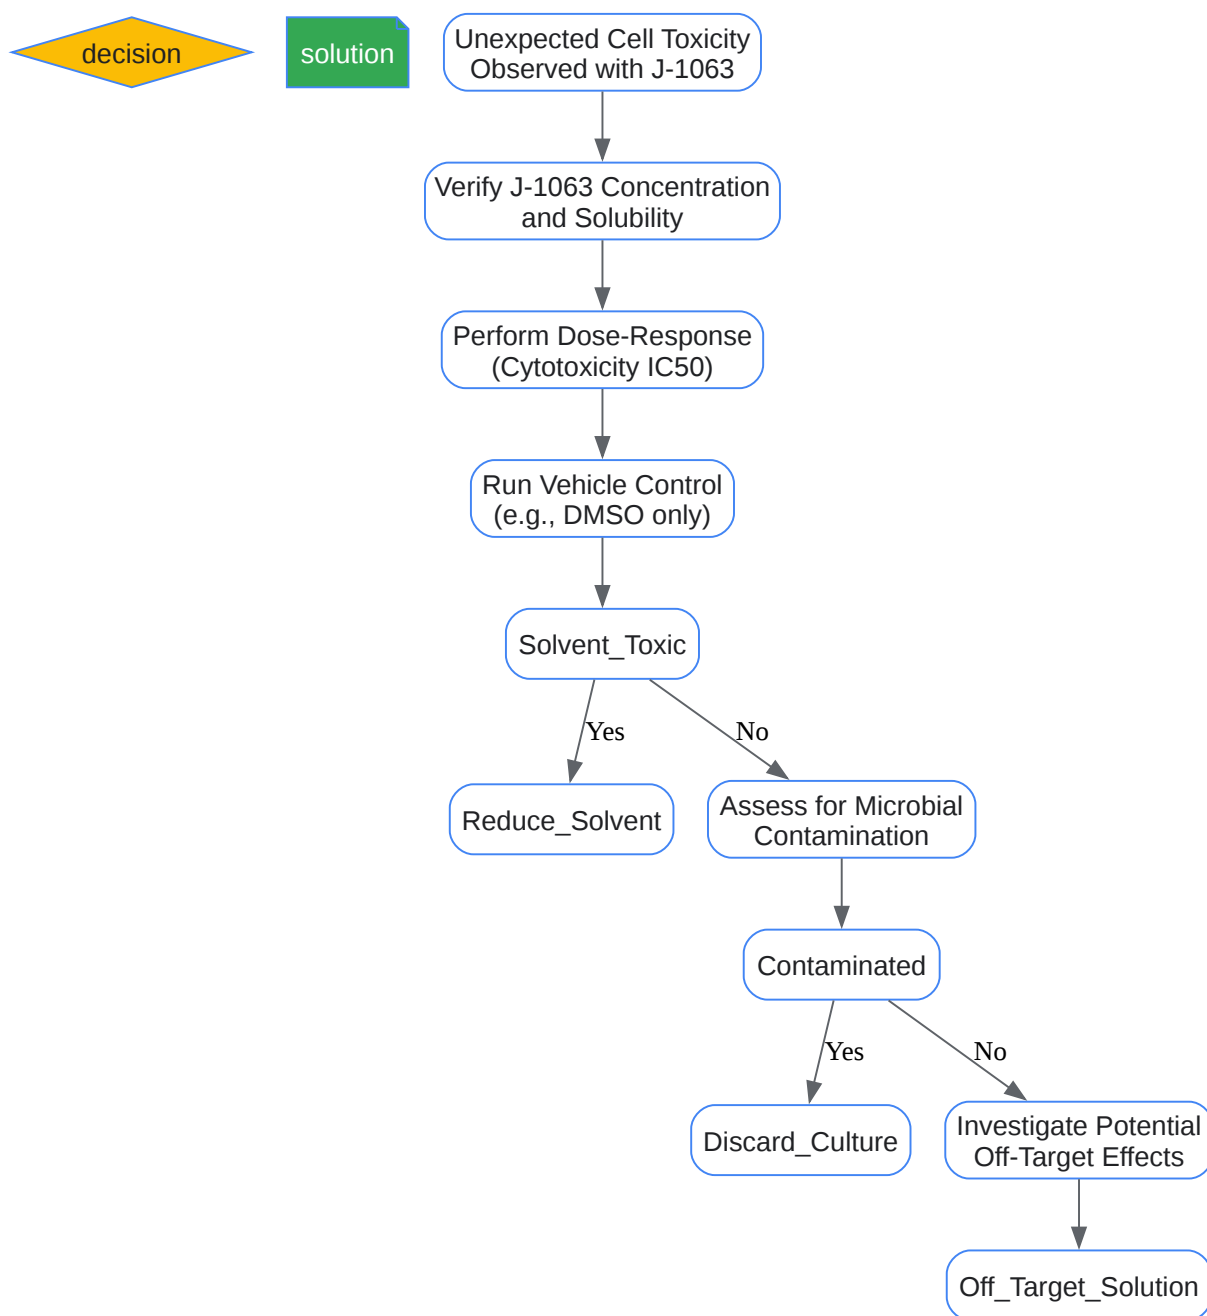 decision
solution
Unexpected Cell Toxicity
Observed with J-1063
Verify J-1063 Concentration
and Solubility
Perform Dose-Response
(Cytotoxicity IC50)
Run Vehicle Control
(e.g., DMSO only)
Solvent_Toxic
Yes
No
Reduce_Solvent
Assess for Microbial
Contamination
Contaminated
Yes
No
Discard_Culture
Investigate Potential
Off-Target Effects
Off_Target_Solution